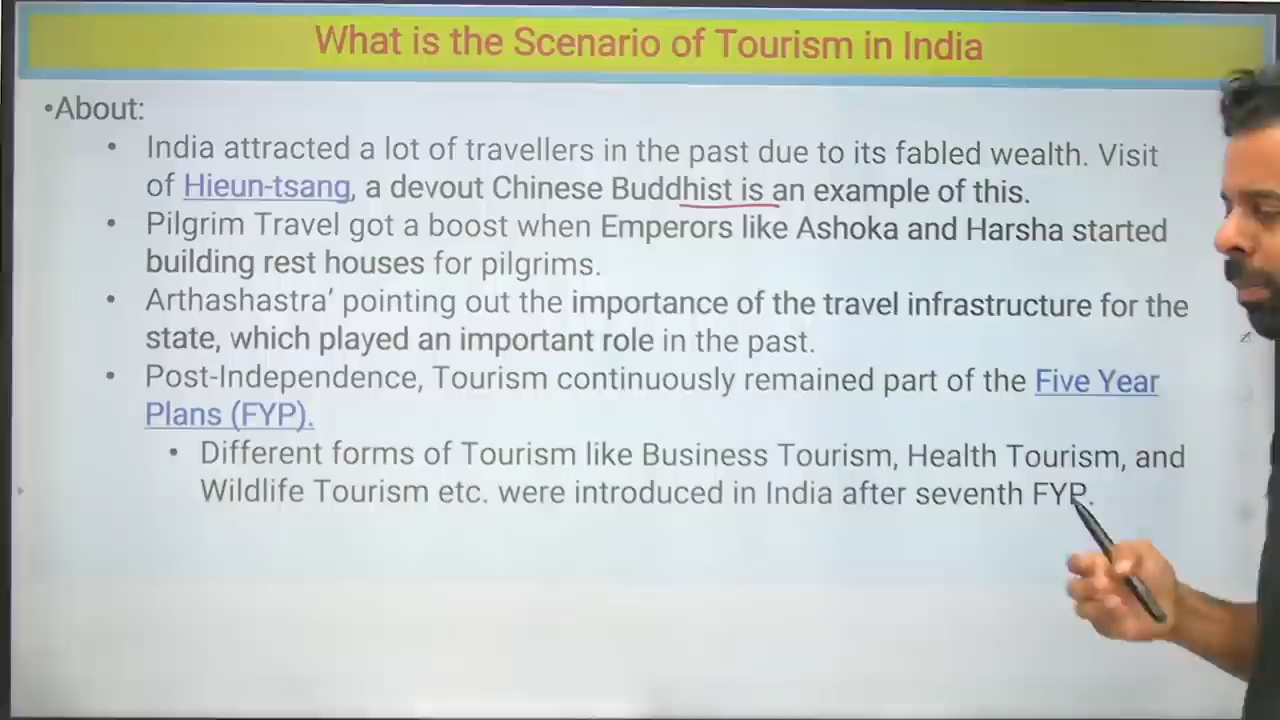 What is the Scenario of Tourism in India
•About:
• India attracted a lot of travellers in the past due to its fabled wealth. Visit
of Hieun-tsang, a devout Chinese Buddhist is an example of this.
• Pilgrim Travel got a boost when Emperors like Ashoka and Harsha started
building rest houses for pilgrims.
• Arthashastra’ pointing out the importance of the travel infrastructure for the
state, which played an important role in the past.
• Post-Independence, Tourism continuously remained part of the Five Year
Plans (FYP).
• Different forms of Tourism like Business Tourism, Health Tourism, and
Wildlife Tourism etc. were introduced in India after seventh FYP.